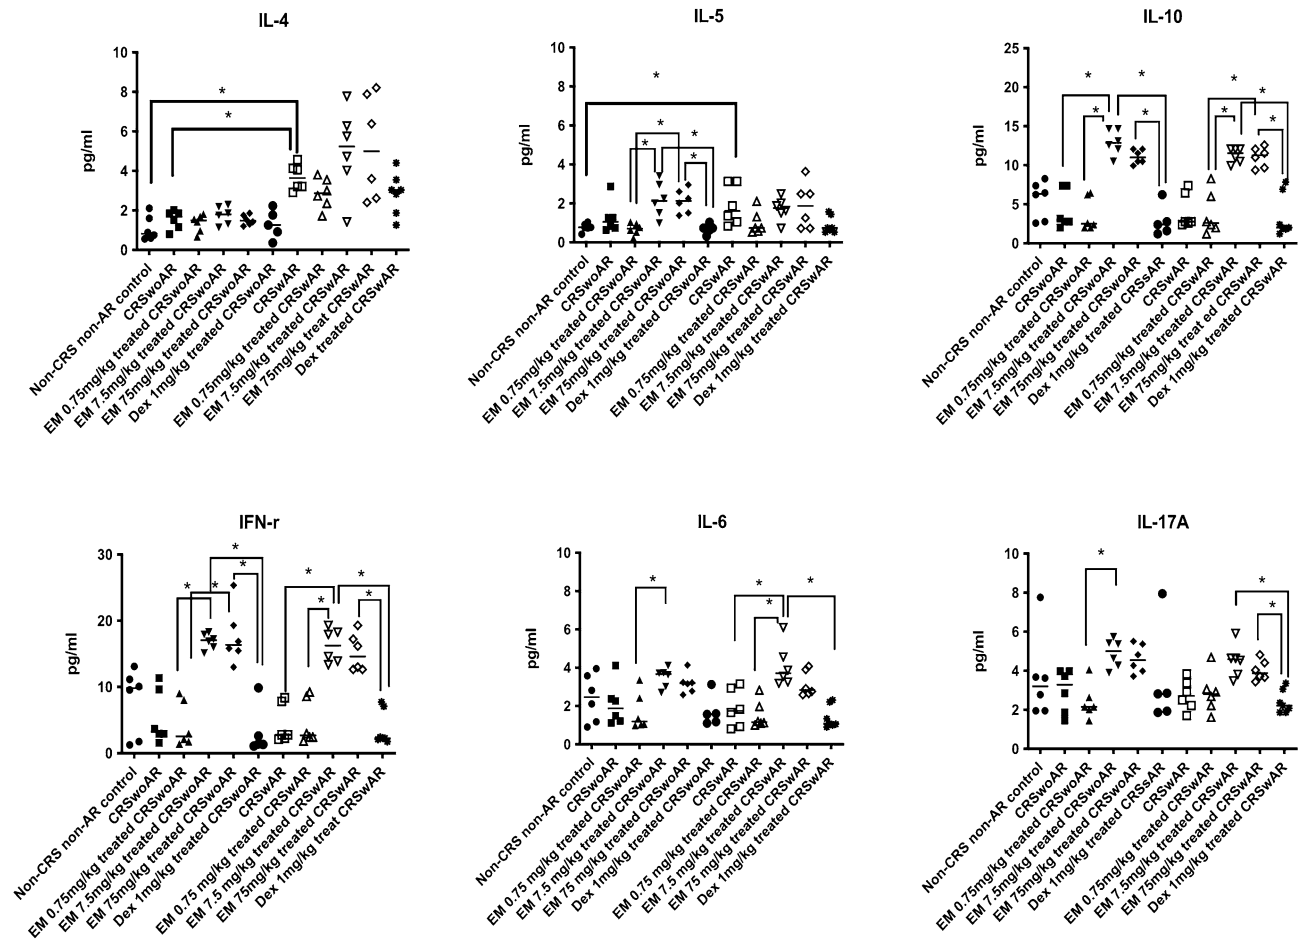 IL-4
pg/ml
10
8
6
4
2
0
*
*
Non-CRS non-AR control
CRSwoAR
EM 0.75mg/kg treated CRSwoAR
EM 7.5mg/kg treated CRSwoAR
EM 75mg/kg treated CRSwoAR
Dex 1mg/kg treated CRSwoAR
CRSwAR
EM 0.75mg/kg treated CRSwAR
EM 7.5mg/kg treated CRSwAR
EM 75mg/kg treat CRSwAR
Dex treated CRSwAR
IL-5
pg/ml
10
8
6
4
2
0
*
*
*
*
*
Non-CRS non-AR control
CRSwoAR
EM 0.75mg/kg treated CRSwoAR
EM 7.5mg/kg treated CRSwoAR
EM 75mg/kg treated CRSwoAR
Dex 1mg/kg treated CRSwoAR
CRSwAR
EM 0.75mg/kg treated CRSwAR
EM 7.5mg/kg treated CRSwAR
EM 75mg/kg treated CRSwAR
Dex 1mg/kg treated CRSwAR
IL-10
pg/ml
25
20
15
10
5
0
*
*
*
*
*
*
*
*
Non-CRS non-AR control
CRSwoAR
EM 0.75mg/kg treated CRSwoAR
EM 7.5mg/kg treated CRSwoAR
EM 75mg/kg treated CRSwoAR
Dex 1mg/kg treated CRSsAR
CRSwAR
EM 0.75mg/kg treated CRSwAR
EM 7.5mg/kg treated CRSwAR
EM 75mg/kg treated CRSwAR
Dex 1mg/kg treated CRSwAR
IFN-r
pg/ml
30
20
10
0
*
*
*
*
*
*
*
*
Non-CRS non-AR control
CRSwoAR
EM 0.75mg/kg treated CRSwoAR
EM 7.5mg/kg treated CRSwoAR
EM 75mg/kg treated CRSwoAR
Dex 1mg/kg treated CRSwoAR
CRSwAR
EM 0.75 mg/kg treated CRSwAR
EM 7.5 mg/kg treated CRSwAR
EM 75mg/kg treated CRSwAR
Dex 1mg/kg treat CRSwAR
IL-6
pg/ml
10
8
6
4
2
0
*
*
*
*
Non-CRS non-AR control
CRSwoAR
EM 0.75 mg/kg treated CRSwoAR
EM 7.5 mg/kg treated CRSwoAR
EM 75 mg/kg treated CRSwoAR
Dex 1mg/kg treated CRSwoAR
CRSwAR
EM 0.75 mg/kg treated CRSwAR
EM 7.5 mg/kg treated CRSwAR
EM 75 mg/kg treated CRSwAR
Dex 1mg/kg treated CRSwAR
IL-17A
pg/ml
10
8
6
4
2
0
*
*
*
Non-CRS non-AR control
CRSwoAR
EM 0.75mg/kg treated CRSwoAR
EM 7.5mg/kg treated CRSwoAR
EM 75mg/kg treated CRSwoAR
Dex 1mg/kg treated CRSsAR
CRSwAR
EM 0.75mg/kg treated CRSwAR
EM 7.5mg/kg treated CRSwAR
EM 75mg/kg treated CRSwAR
Dex 1mg/kg treated CRSwAR